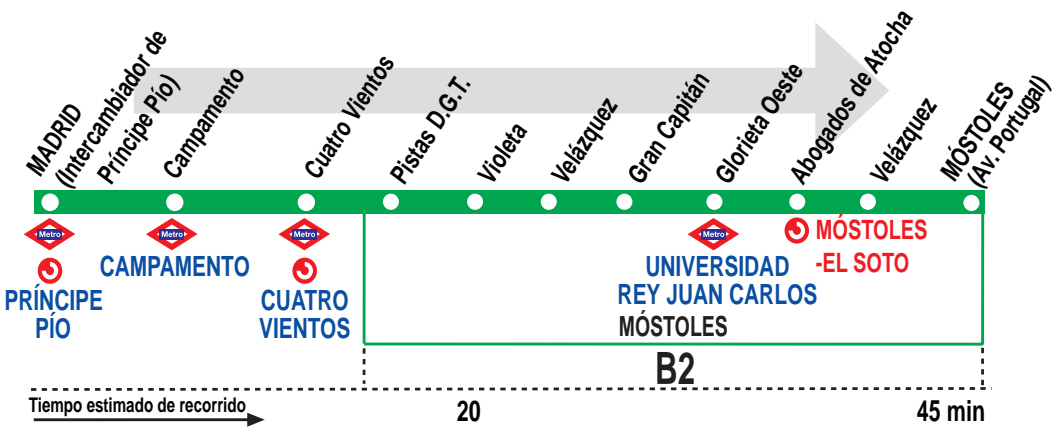 MADRID
(Intercambiador de
Príncipe Pío)
Campamento
Cuatro Vientos
Pistas D.G.T.
Violeta
Velázquez
Gran Capitán
Glorieta Oeste
Abogados de Atocha
Velázquez
MÓSTOLES
(Av. Portugal)
Metro
Metro
Metro
Metro
PRÍNCIPE
PÍO
CAMPAMENTO
CUATRO
VIENTOS
UNIVERSIDAD
REY JUAN CARLOS
MÓSTOLES
-EL SOTO
MÓSTOLES
B2
Tiempo estimado de recorrido
20
45 min